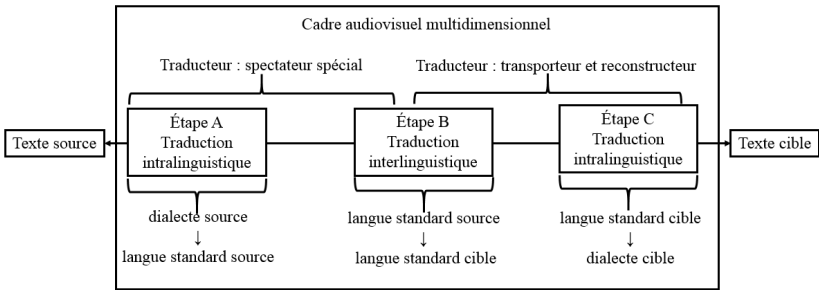 Cadre audiovisuel multidimensionnel
Traducteur : spectateur spécial
Traducteur : transporteur et reconstructeur
Texte source
Étape A
Traduction
intralinguistique
Étape B
Traduction
interlinguistique
Étape C
Traduction
intralinguistique
Texte cible
dialecte source
↓
langue standard source
langue standard source
↓
langue standard cible
langue standard cible
↓
dialecte cible